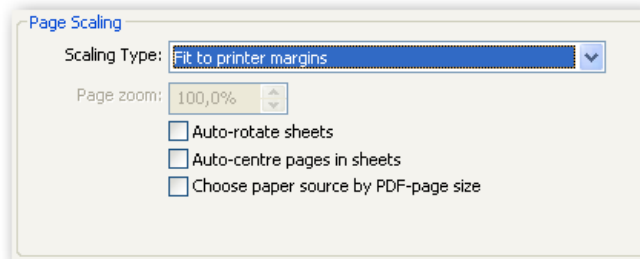 Page Scaling
Scaling Type: Fit to printer margins
Page zoom: 100,0%
Auto-rotate sheets
Auto-centre pages in sheets
Choose paper source by PDF-page size